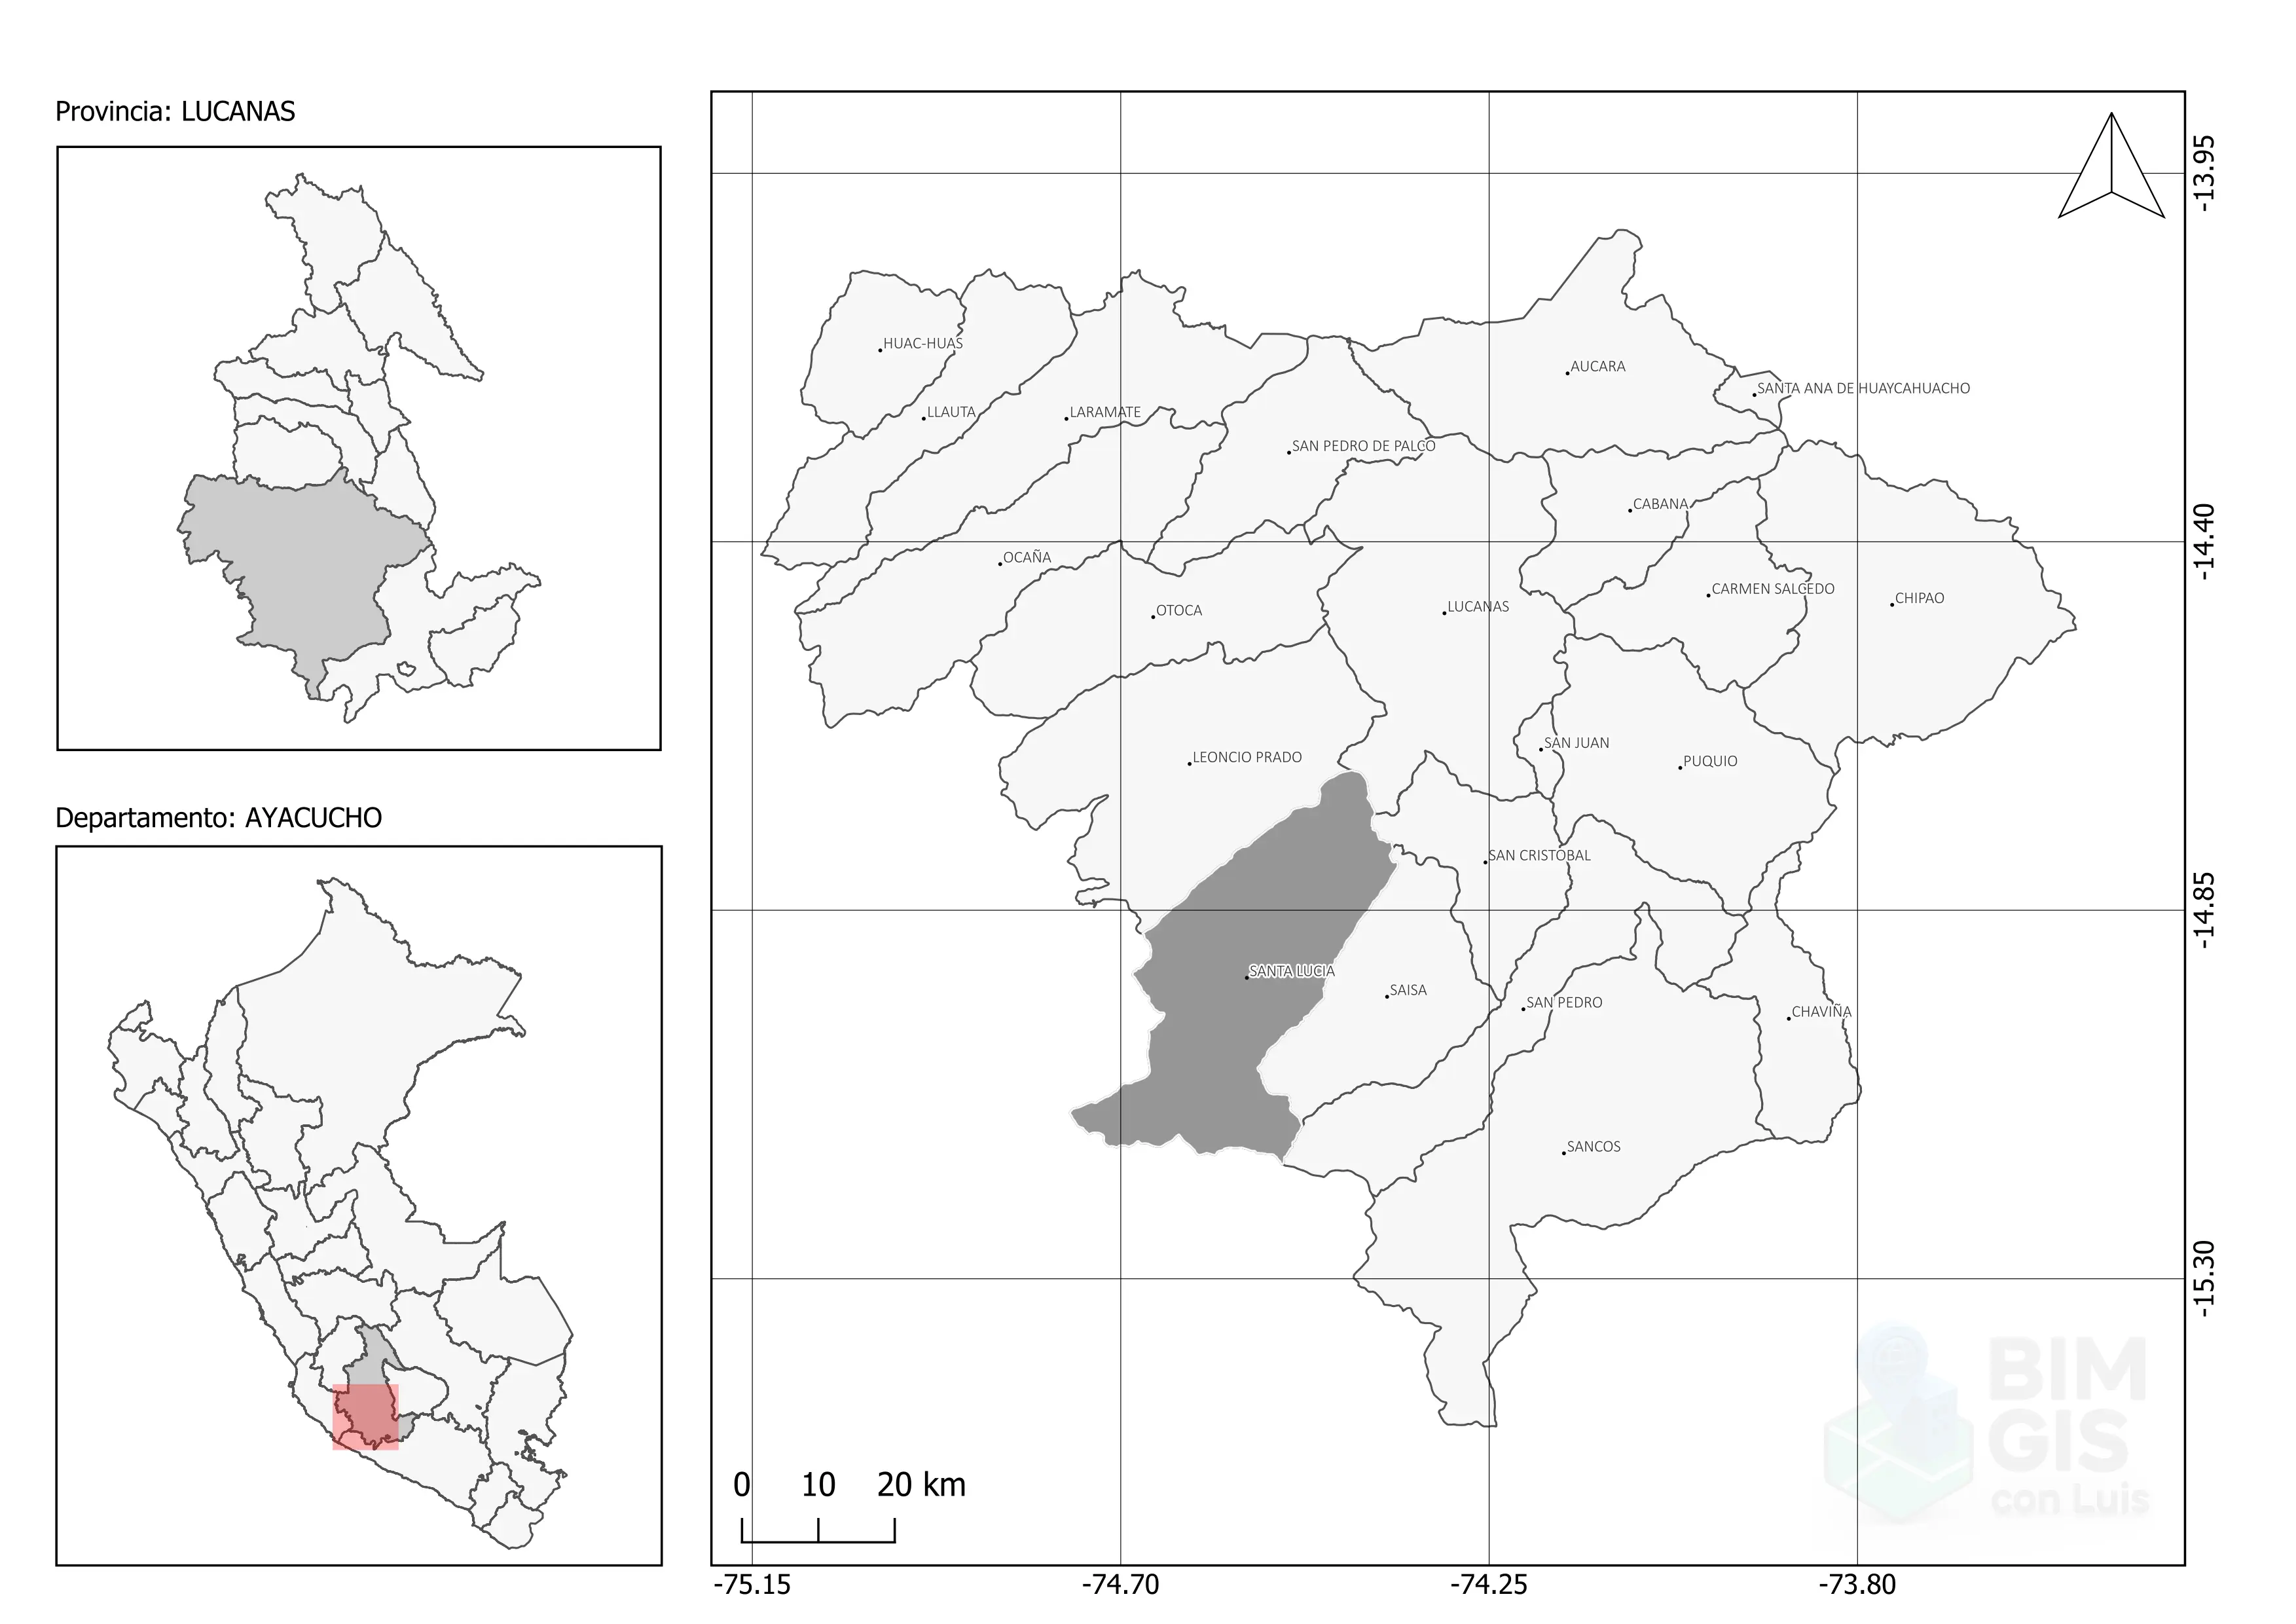 Provincia: LUCANAS
Departamento: AYACUCHO
HUAC-HUAS
AUCARA
SANTA ANA DE HUAYCAHUACHO
LLAUTA
LARAMATE
SAN PEDRO DE PALCO
CABANA
OCAÑA
CARMEN SALCEDO
CHIPAO
OTOCA
LUCANAS
SAN JUAN
LEONCIO PRADO
PUQUIO
SAN CRISTOBAL
SANTA LUCIA
SAISA
SAN PEDRO
CHAVIÑA
SANCOS
-13.95
-14.40
-14.85
-15.30
0 10 20 km
-75.15 -74.70 -74.25 -73.80
BIM
GIS
con Luis